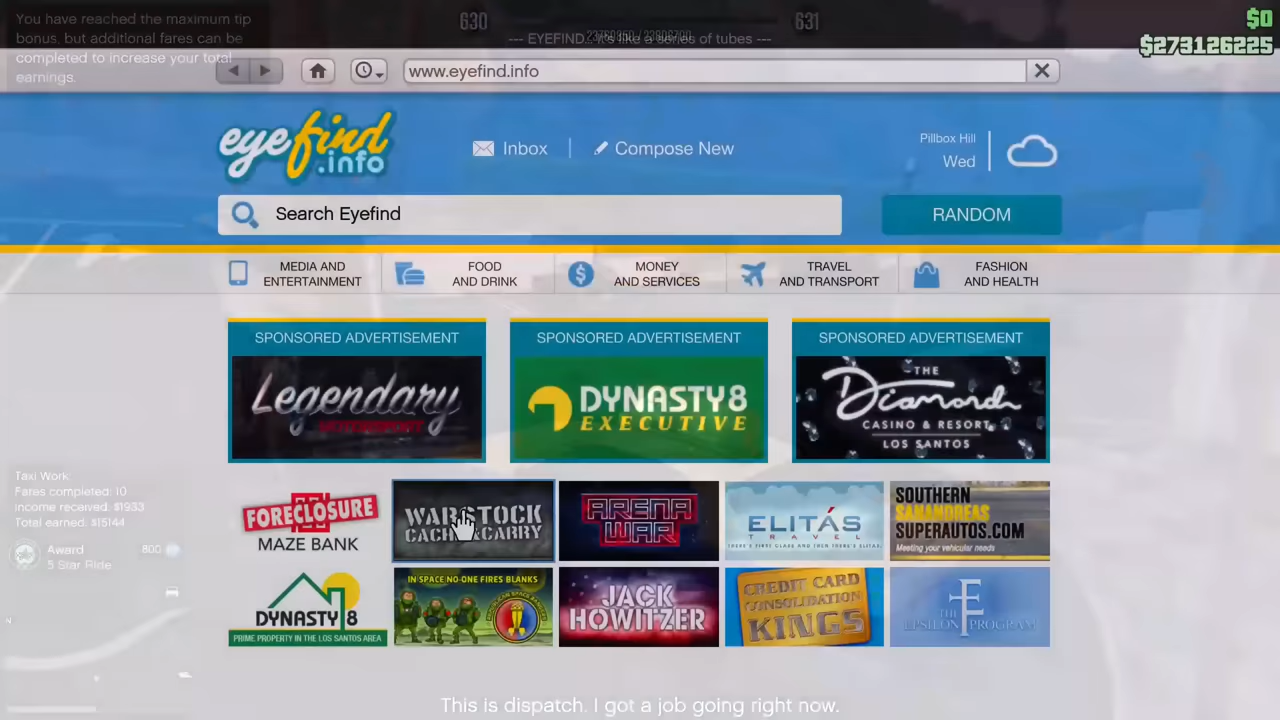 You have reached the maximum tip
bonus, but additional fares can be
completed to increase your total
earnings.
630
631
--- EYEFIND... it's like a series of tubes ---
$0
$273126225
www.eyefind.info
eyefind
.info
Inbox
Compose New
Pillbox Hill
Wed
Search Eyefind
RANDOM
MEDIA AND
ENTERTAINMENT
FOOD
AND DRINK
MONEY
AND SERVICES
TRAVEL
AND TRANSPORT
FASHION
AND HEALTH
SPONSORED ADVERTISEMENT
Legendary
MOTORSPORT
SPONSORED ADVERTISEMENT
DYNASTY8
EXECUTIVE
SPONSORED ADVERTISEMENT
THE
Diamond
CASINO & RESORT
LOS SANTOS
Taxi Work
Fares completed: 10
Income received: $1933
Total earned: $15144
Award 800
5 Star Ride
FORECLOSURE
MAZE BANK
WARSTOCK
CACHE & CARRY
ARENA
WAR
ELITÁS
TRAVEL
THERE'S FIRST CLASS AND THEN THERE'S ELITÁS.
SOUTHERN
SANANDREAS
SUPERAUTOS.COM
Meeting your vehicular needs
DYNASTY 8
PRIME PROPERTY IN THE LOS SANTOS AREA
IN SPACE NO-ONE FIRES BLANKS
JACK
HOWITZER
CREDIT CARD
CONSOLIDATION
KINGS
THE
EPSILON PROGRAM
This is dispatch. I got a job going right now.